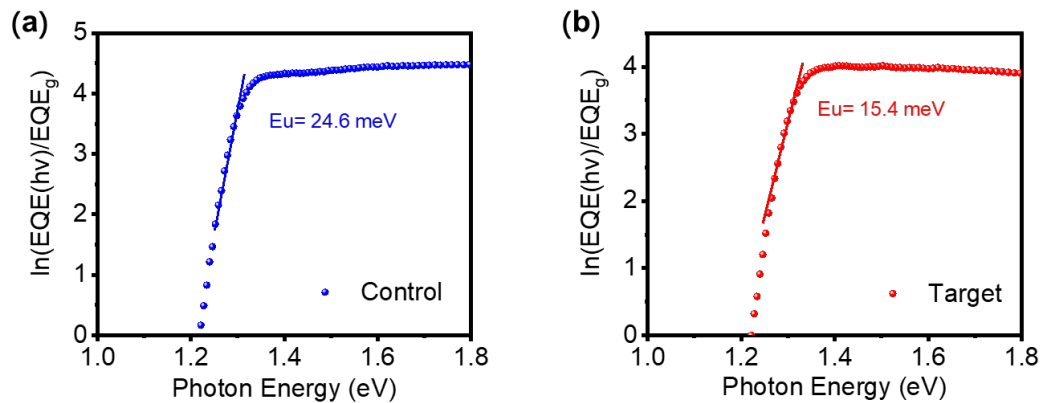 (a)
ln(EQE(hv)/EQEg)
5
4
3
2
1
0
Eu= 24.6 meV
Control
1.0 1.2 1.4 1.6 1.8
Photon Energy (eV)
(b)
ln(EQE(hv)/EQEg)
4
3
2
1
0
Eu= 15.4 meV
Target
1.0 1.2 1.4 1.6 1.8
Photon Energy (eV)